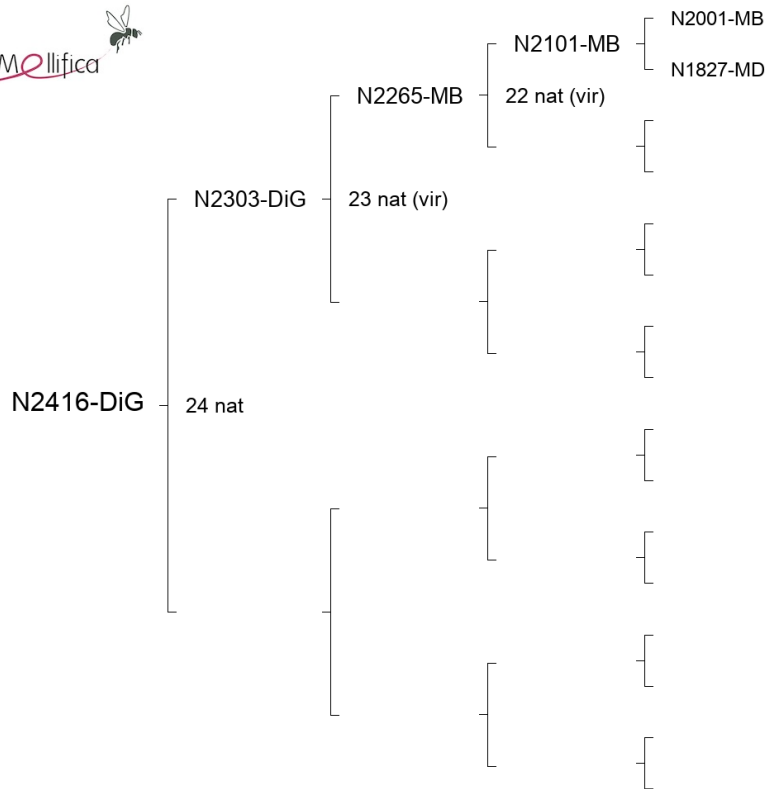 Mellifica
N2001-MB
N2101-MB
N1827-MD
N2265-MB
22 nat (vir)
N2303-DiG
23 nat (vir)
N2416-DiG
24 nat